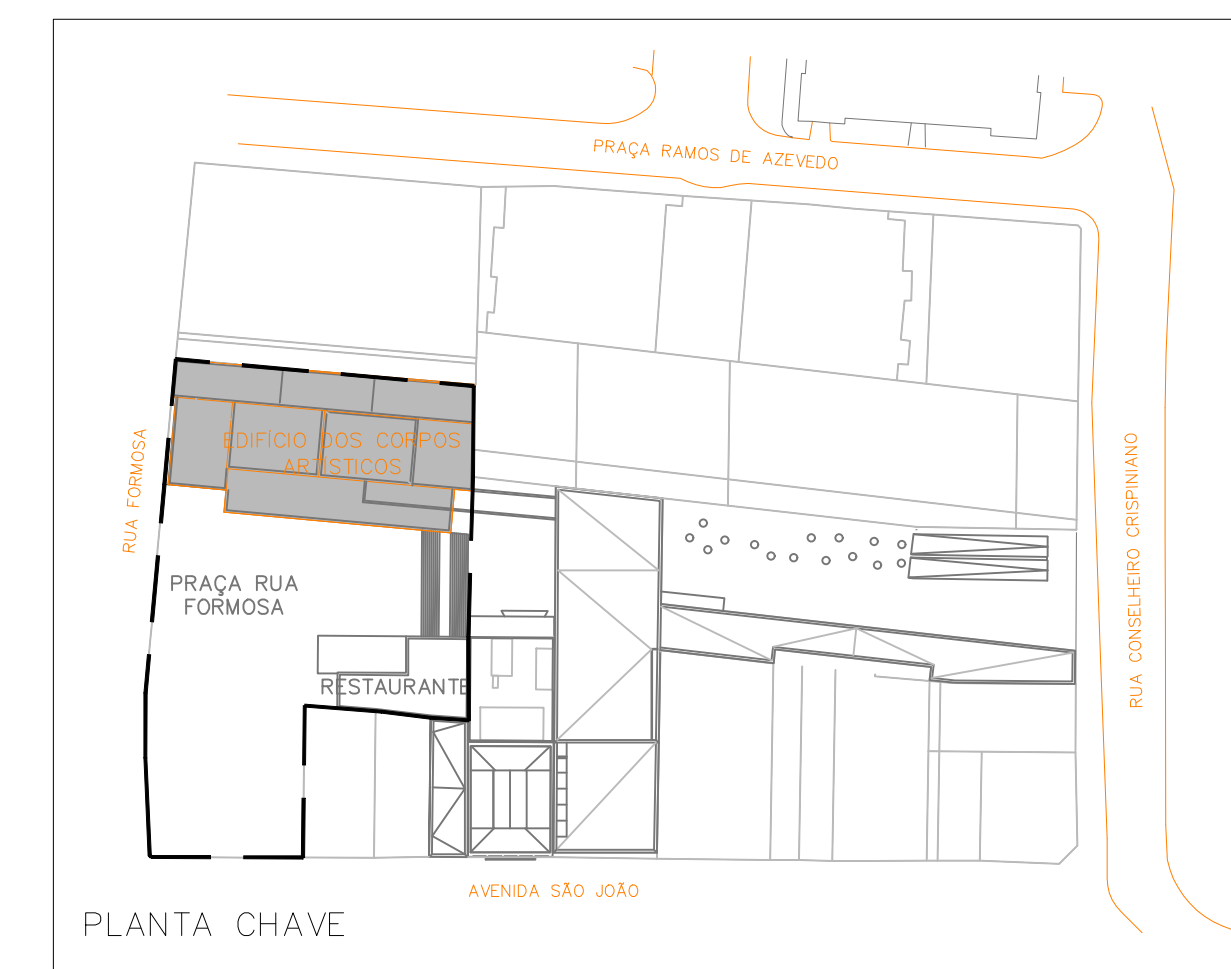 PRAÇA RAMOS DE AZEVEDO
RUA FORMOSA
EDIFÍCIO DOS CORPOS
ARTÍSTICOS
PRAÇA RUA
FORMOSA
RESTAURANTE
RUA CONSELHEIRO CRISPINIANO
AVENIDA SÃO JOÃO
PLANTA CHAVE